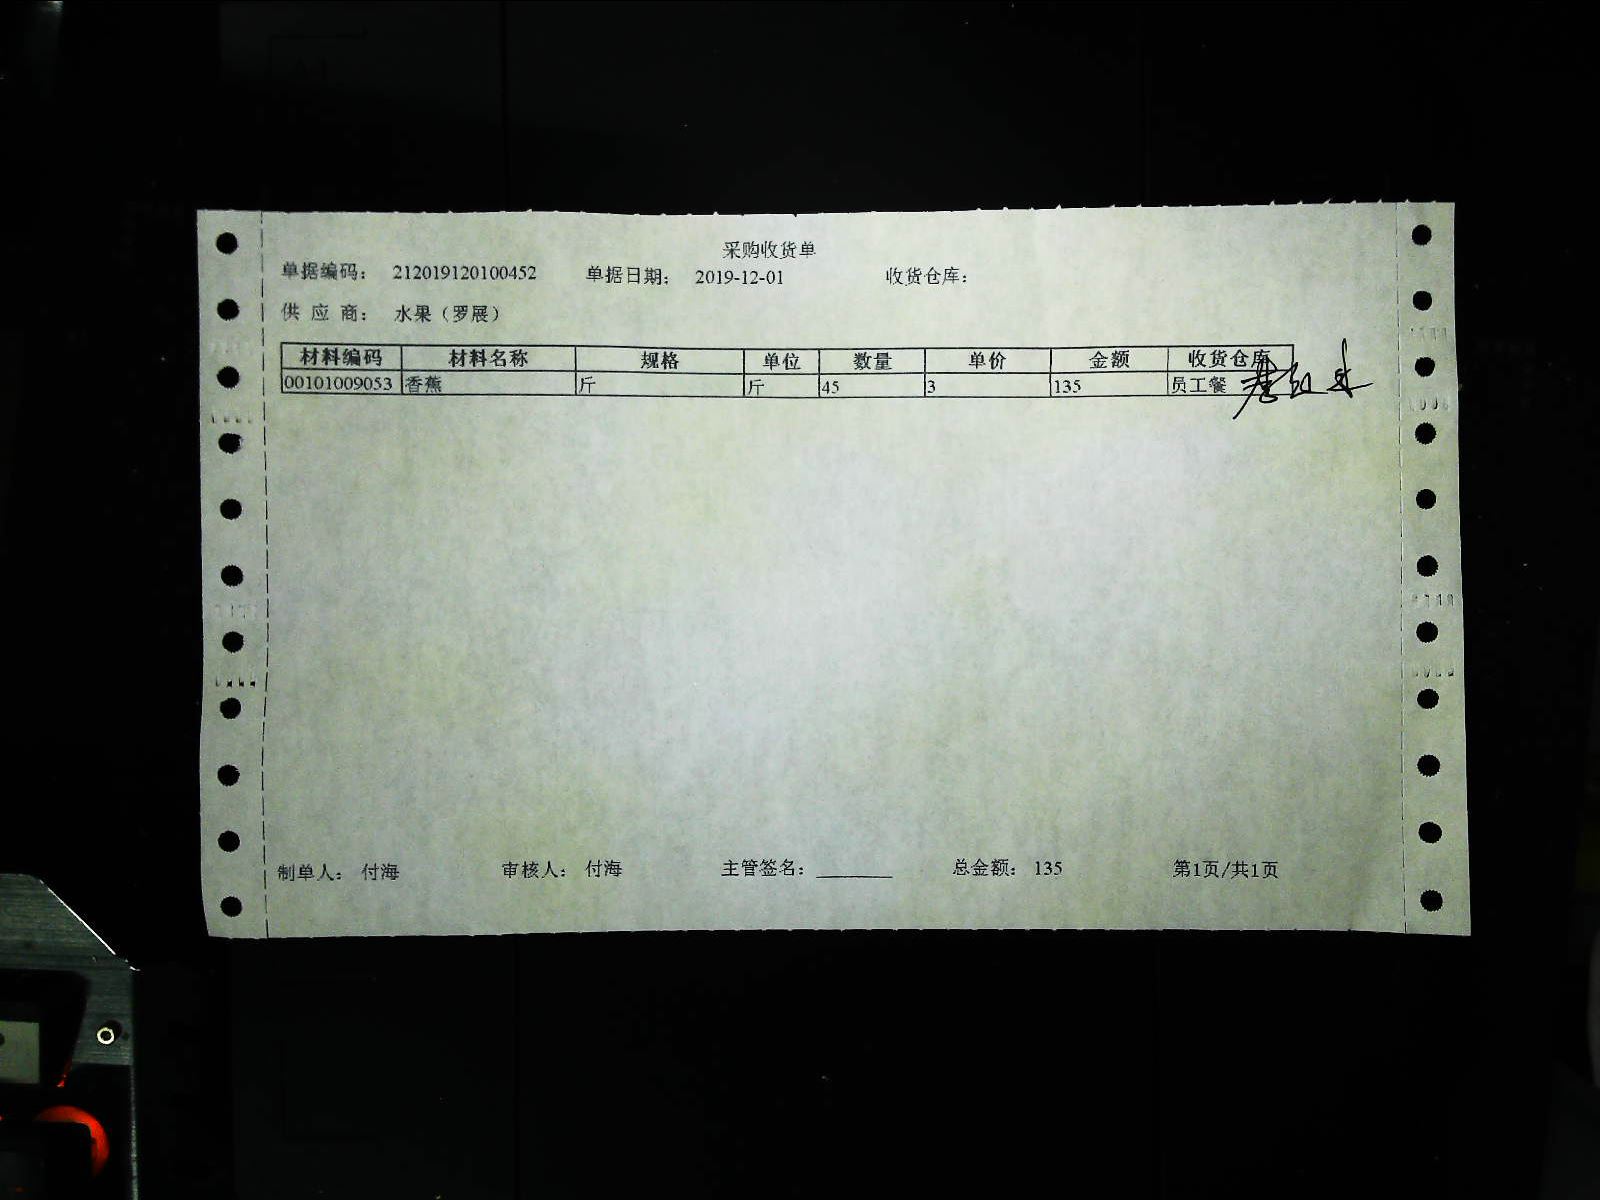 采购收货单
单据编码： 212019120100452 单据日期： 2019-12-01 收货仓库：
供 应 商： 水果（罗展）
材料编码 材料名称 规格 单位 数量 单价 金额 收货仓库
00101009053 香蕉 斤 斤 45 3 135 员工餐
制单人： 付海 审核人： 付海 主管签名： 总金额： 135 第1页/共1页